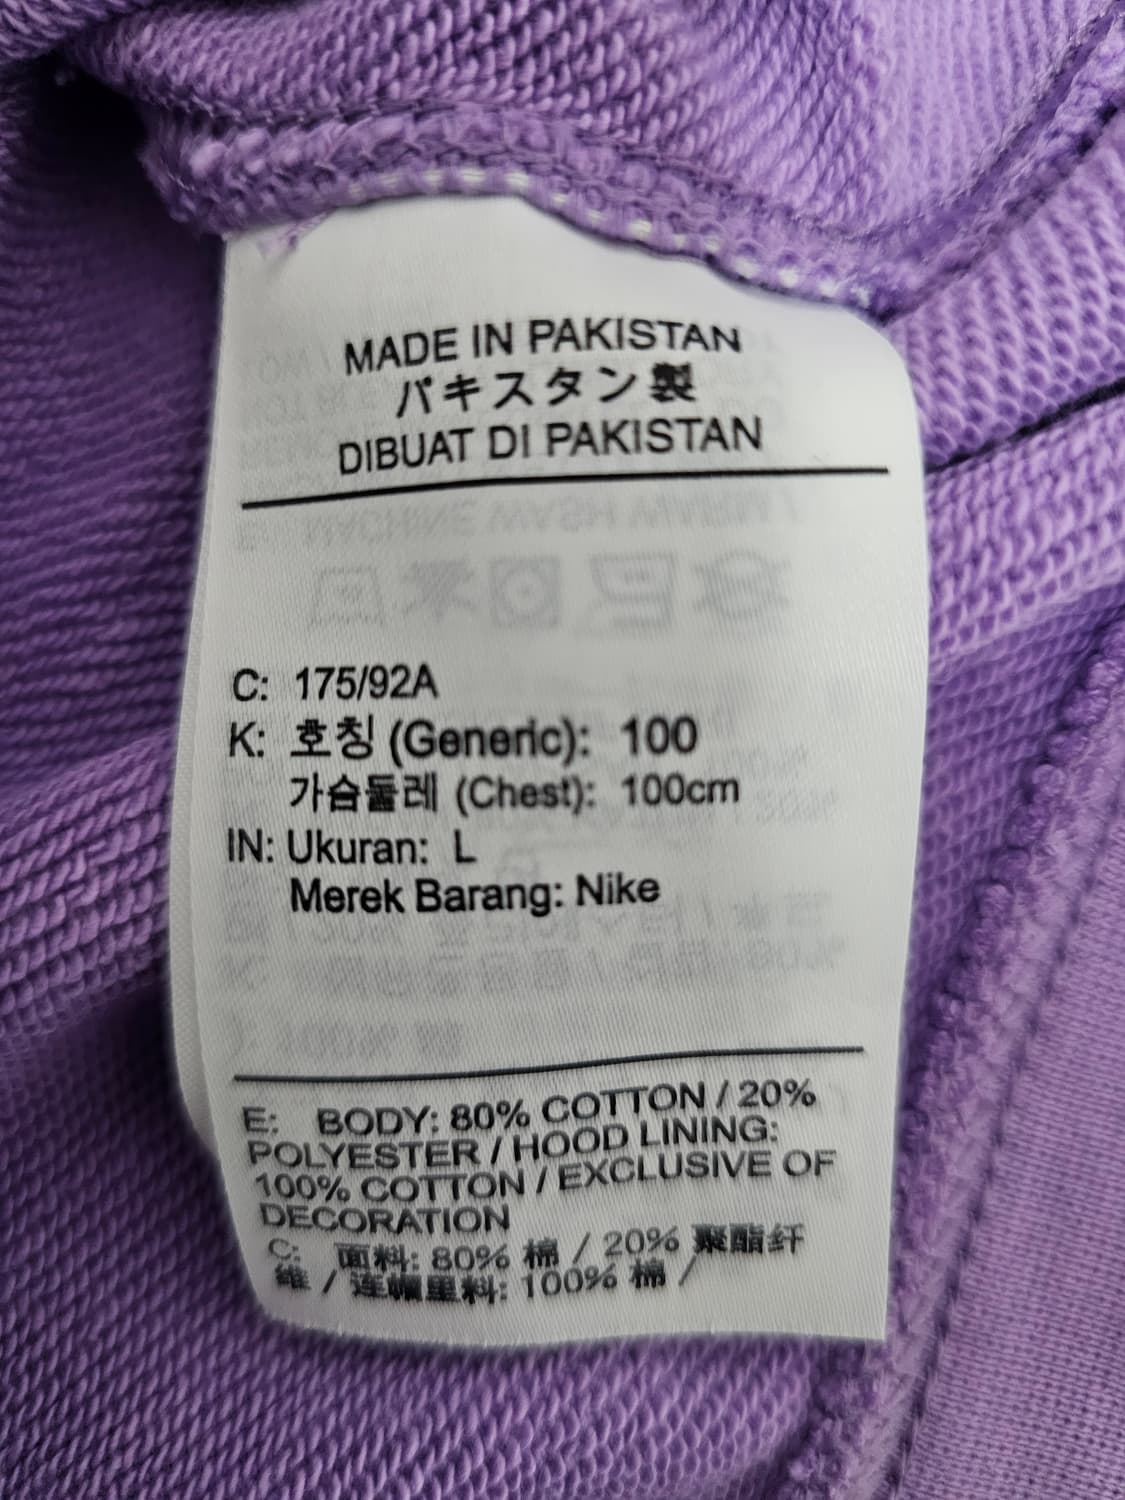 MADE IN PAKISTAN
パキスタン製
DIBUAT DI PAKISTAN
C: 175/92A
K: 호칭 (Generic): 100
가슴둘레 (Chest): 100cm
IN: Ukuran: L
Merek Barang: Nike
E: BODY: 80% COTTON / 20%
POLYESTER / HOOD LINING:
100% COTTON / EXCLUSIVE OF
DECORATION
C: 面料: 80% 棉 / 20% 聚酯纤
维 / 连帽里料: 100% 棉 /